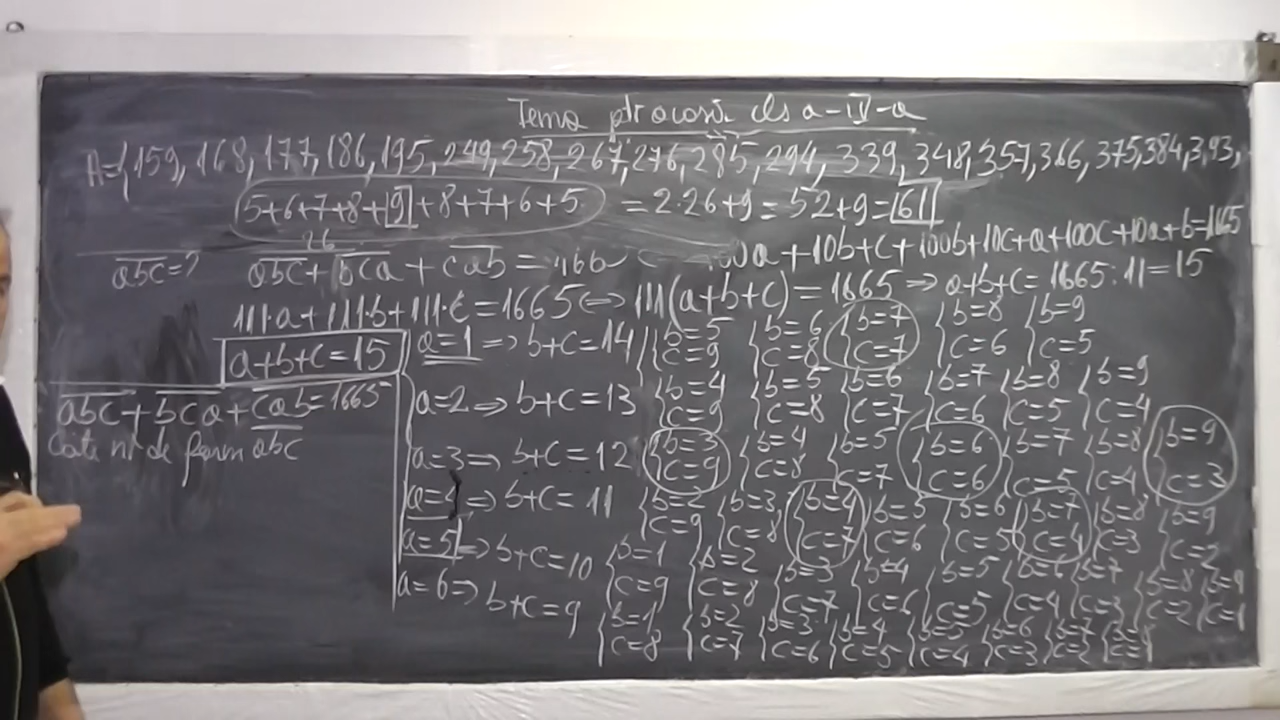 Tema ptr acasă cls a-IV-a
A={159, 168, 177, 186, 195, 249, 258, 267, 276, 285, 294, 339, 348, 357, 366, 375, 384, 393,
5+6+7+8+9+8+7+6+5 = 2·26+9 = 52+9 = 61
26
abc=? abc + bca + cab = a + 10b + c + 100b + 10c + a + 100c + 10a + b = 1665
111·a + 111·b + 111·c = 1665 ⇔ 111(a+b+c) = 1665 ⇒ a+b+c = 1665:11 = 15
a+b+c=15
abc + bca + cab = 1665
Câte nr de form abc
a=1 ⇒ b+c=14 {b=5 c=9 {b=6 c=8 {b=7 c=7 {b=8 c=6 {b=9 c=5
a=2 ⇒ b+c=13 {b=4 c=9 {b=5 c=8 {b=6 c=7 {b=7 c=6 {b=8 c=5 {b=9 c=4
a=3 ⇒ b+c=12 {b=3 c=9 {b=4 c=8 {b=5 c=7 {b=6 c=6 {b=7 c=5 {b=8 c=4 {b=9 c=3
a=4 ⇒ b+c=11 {b=2 c=9 {b=3 c=8 {b=4 c=7 {b=5 c=6 {b=6 c=5 {b=7 c=4 {b=8 c=3 {b=9 c=2
a=5 ⇒ b+c=10 {b=1 c=9 {b=2 c=8 {b=3 c=7 {b=4 c=6 {b=5 c=5 {b=6 c=4 {b=7 c=3 {b=8 c=2 {b=9 c=1
a=6 ⇒ b+c=9 {b=1 c=8 {b=2 c=7 {b=3 c=6 {b=4 c=5 {b=5 c=4 {b=6 c=3 {b=7 c=2 {b=8 c=1